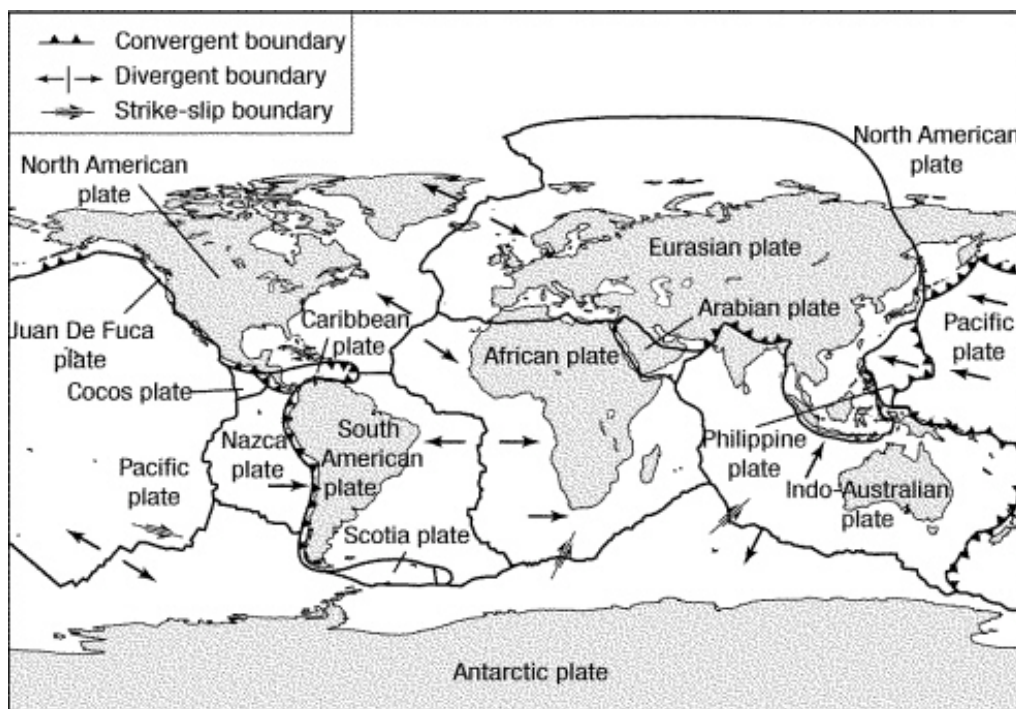 Convergent boundary
Divergent boundary
Strike-slip boundary
North American
plate
North American
plate
Eurasian plate
Juan De Fuca
plate
Caribbean
plate
Arabian plate
Pacific
plate
African plate
Cocos plate
Nazca
plate
South
American
plate
Philippine
plate
Pacific
plate
Indo-Australian
plate
Scotia plate
Antarctic plate